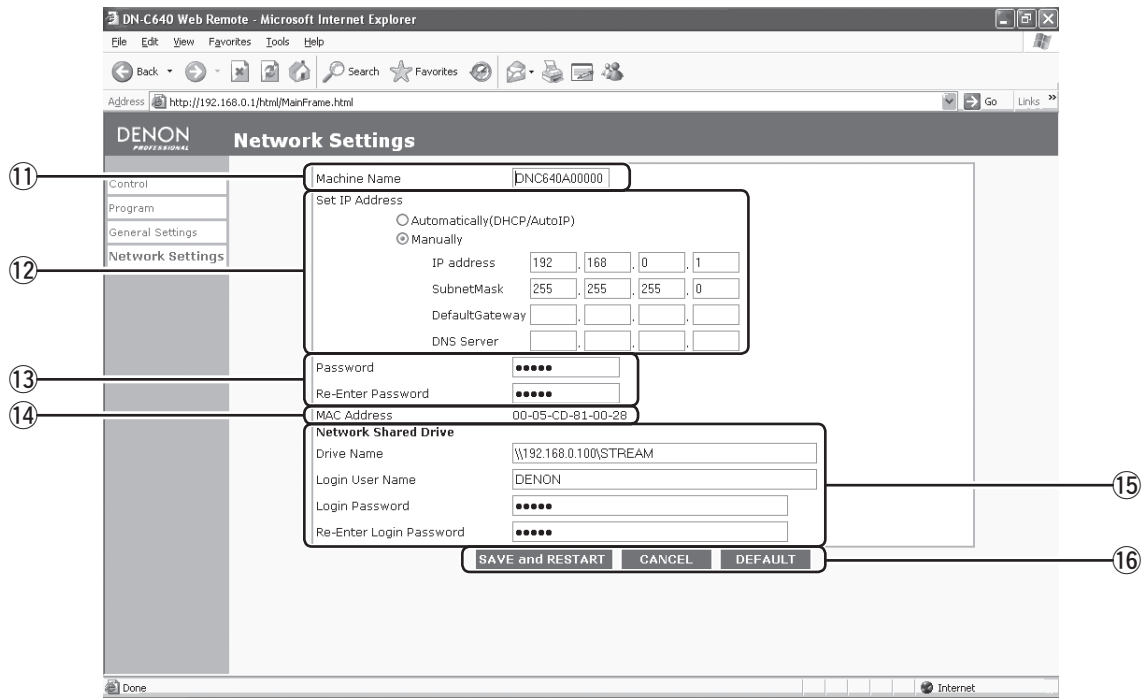 DN-C640 Web Remote - Microsoft Internet Explorer
File Edit View Favorites Tools Help
Back Search Favorites
Address http://192.168.0.1/html/MainFrame.html Go Links »
DENON PROFESSIONAL
Network Settings
Control
Program
General Settings
Network Settings
⑪ Machine Name DNC640A00000
⑫ Set IP Address
Automatically(DHCP/AutoIP)
Manually
IP address 192 . 168 . 0 . 1
SubnetMask 255 . 255 . 255 . 0
DefaultGateway . . .
DNS Server . . .
⑬ Password •••••
Re-Enter Password •••••
⑭ MAC Address 00-05-CD-81-00-28
⑮ Network Shared Drive
Drive Name \\192.168.0.100\STREAM
Login User Name DENON
Login Password •••••
Re-Enter Login Password •••••
SAVE and RESTART CANCEL DEFAULT ⑯
Done Internet